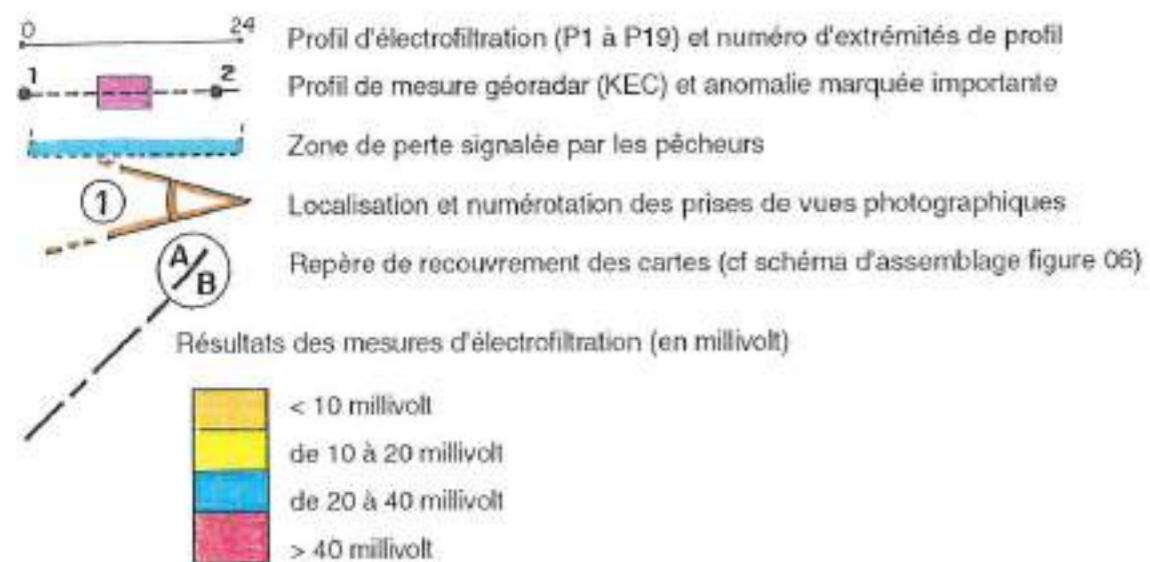 0 24 Profil d'électrofiltration (P1 à P19) et numéro d'extrémités de profil
1 2 Profil de mesure géoradar (KEC) et anomalie marquée importante
Zone de perte signalée par les pêcheurs
1 Localisation et numérotation des prises de vues photographiques
A/B Repère de recouvrement des cartes (cf schéma d'assemblage figure 06)
Résultats des mesures d'électrofiltration (en millivolt)
< 10 millivolt
de 10 à 20 millivolt
de 20 à 40 millivolt
> 40 millivolt